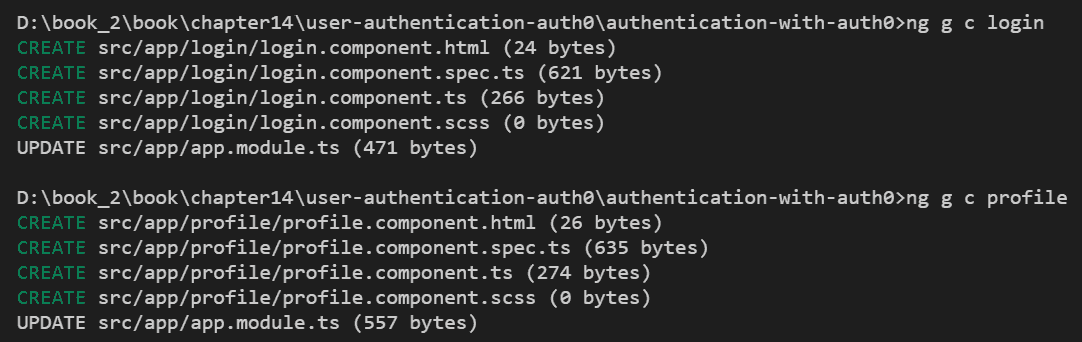 D:\book_2\book\chapter14\user-authentication-auth0\authentication-with-auth0>ng g c login
CREATE src/app/login/login.component.html (24 bytes)
CREATE src/app/login/login.component.spec.ts (621 bytes)
CREATE src/app/login/login.component.ts (266 bytes)
CREATE src/app/login/login.component.scss (0 bytes)
UPDATE src/app/app.module.ts (471 bytes)
D:\book_2\book\chapter14\user-authentication-auth0\authentication-with-auth0>ng g c profile
CREATE src/app/profile/profile.component.html (26 bytes)
CREATE src/app/profile/profile.component.spec.ts (635 bytes)
CREATE src/app/profile/profile.component.ts (274 bytes)
CREATE src/app/profile/profile.component.scss (0 bytes)
UPDATE src/app/app.module.ts (557 bytes)